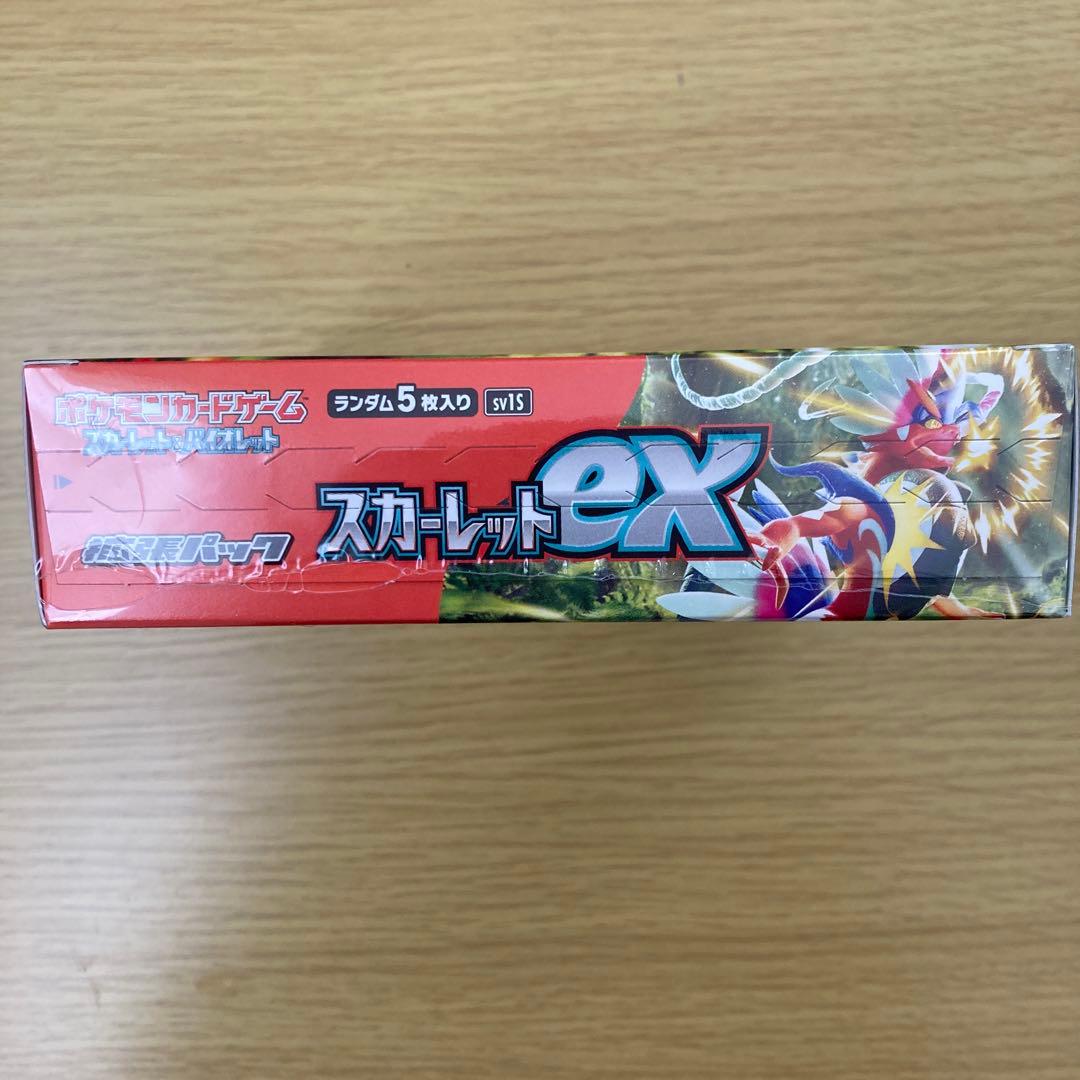 ポケモンカードゲーム
スカーレット&バイオレット
ランダム5枚入り sv1S
拡張パック
スカーレットex